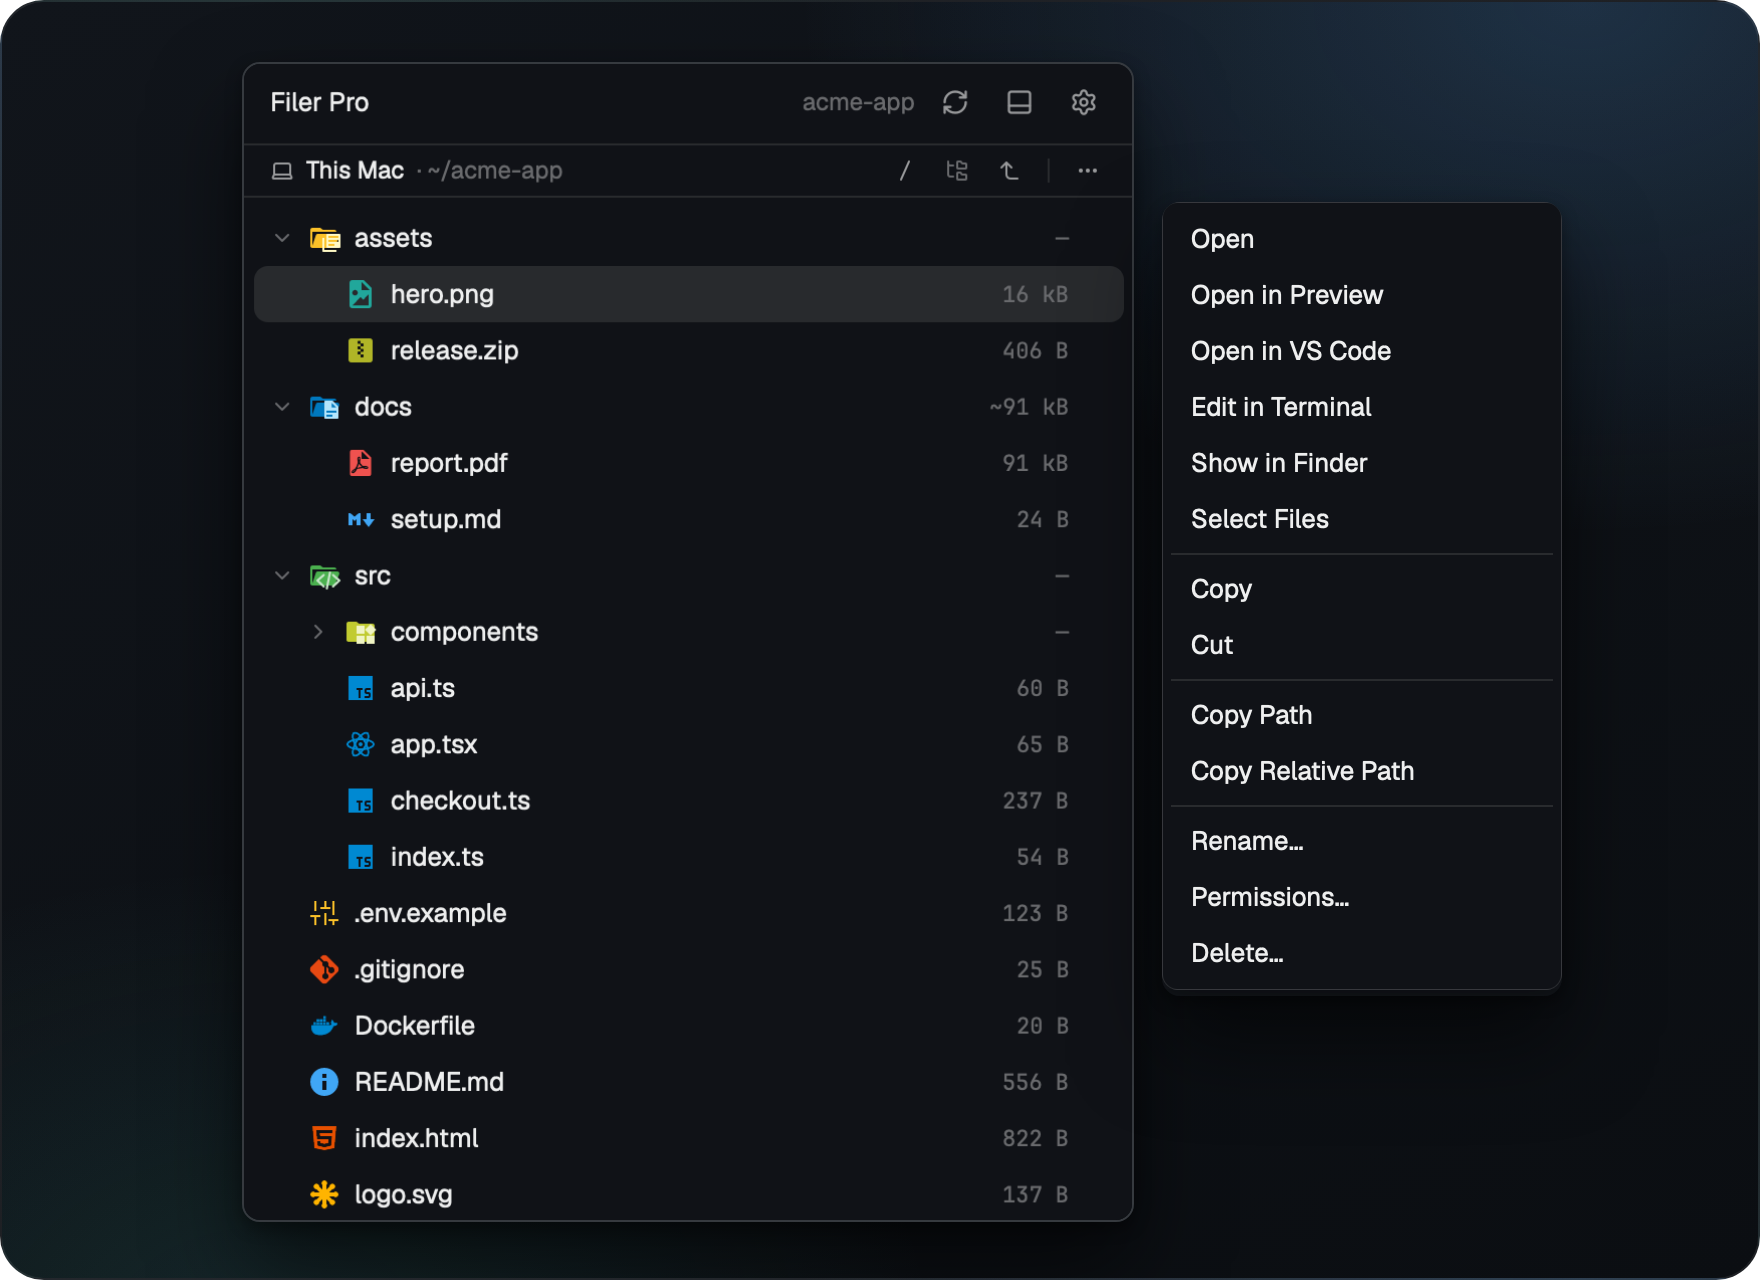 Filer Pro acme-app
This Mac · ~/acme-app / ···
assets –
hero.png 16 kB
release.zip 406 B
docs ~91 kB
report.pdf 91 kB
setup.md 24 B
src –
components –
TS api.ts 60 B
app.tsx 65 B
TS checkout.ts 237 B
TS index.ts 54 B
.env.example 123 B
.gitignore 25 B
Dockerfile 20 B
README.md 556 B
index.html 822 B
logo.svg 137 B
Open
Open in Preview
Open in VS Code
Edit in Terminal
Show in Finder
Select Files
Copy
Cut
Copy Path
Copy Relative Path
Rename…
Permissions…
Delete…